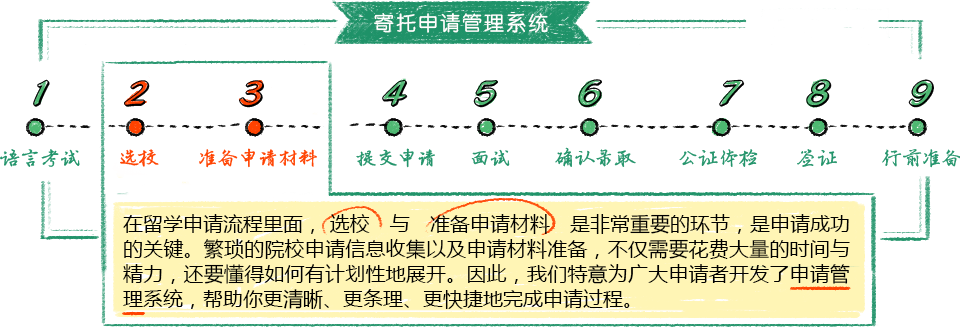 寄托申请管理系统
1 2 3 4 5 6 7 8 9
语言考试 选校 准备申请材料 提交申请 面试 确认录取 公证体检 签证 行前准备
在留学申请流程里面，选校 与 准备申请材料 是非常重要的环节，是申请成功
的关键。繁琐的院校申请信息收集以及申请材料准备，不仅需要花费大量的时间与
精力，还要懂得如何有计划性地展开。因此，我们特意为广大申请者开发了申请管
理系统，帮助你更清晰、更条理、更快捷地完成申请过程。